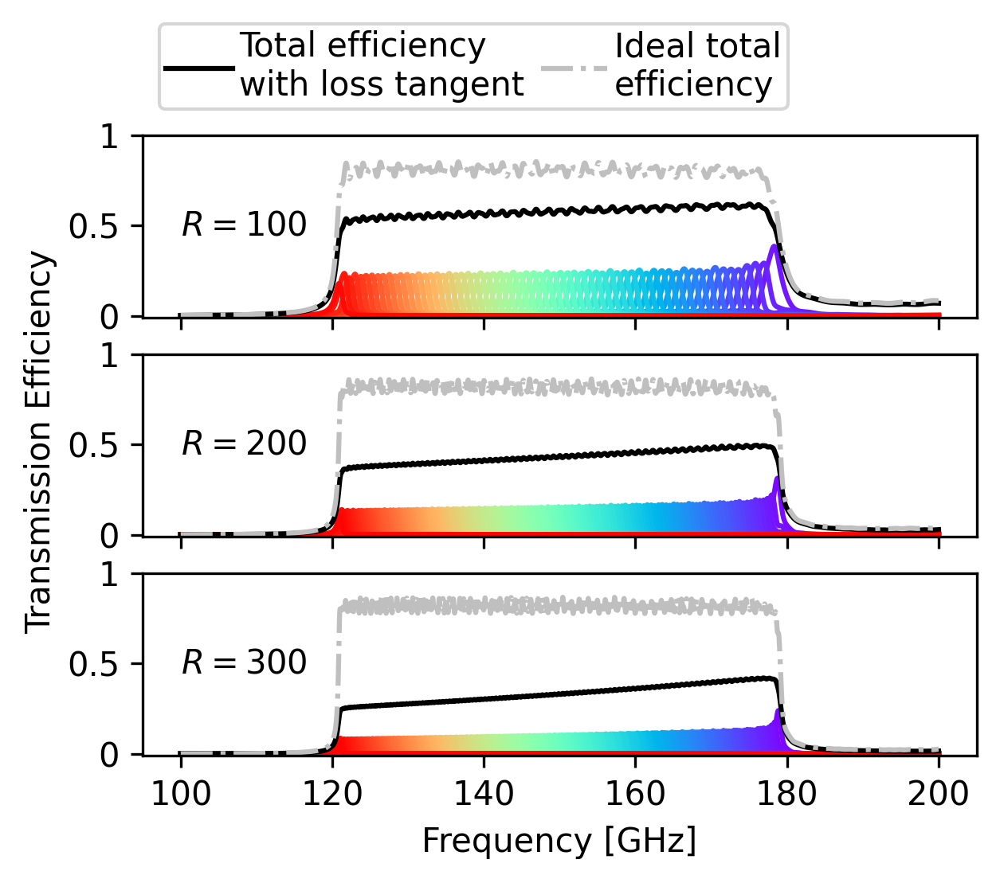 Total efficiency
with loss tangent
Ideal total
efficiency
Transmission Efficiency
1
0.5
0
R = 100
1
0.5
0
R = 200
1
0.5
0
R = 300
100 120 140 160 180 200
Frequency [GHz]